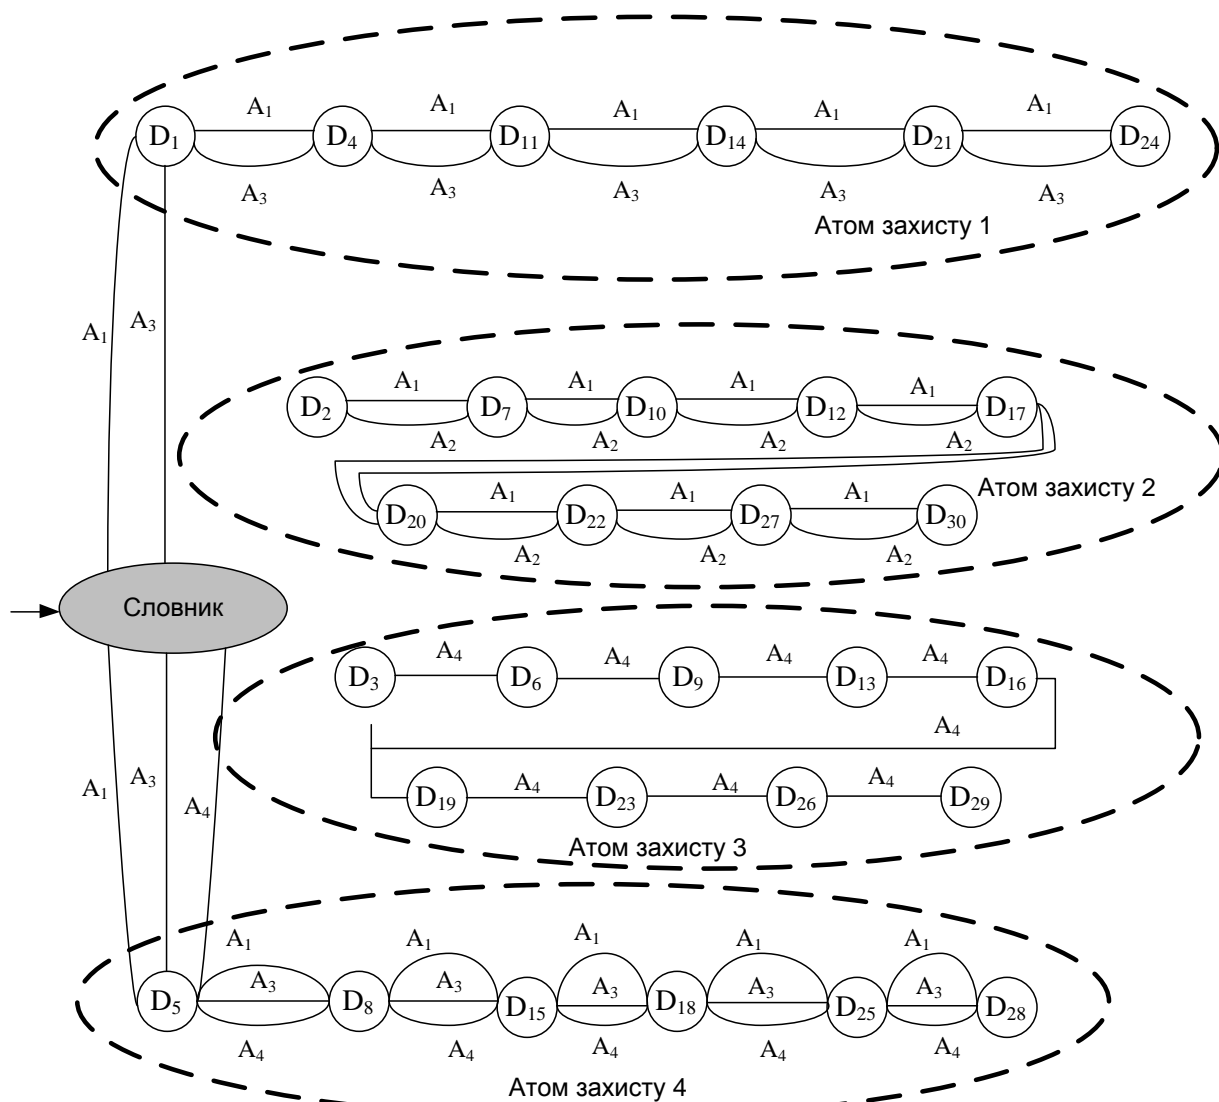 A1 A1 A1 A1 A1
D1 D4 D11 D14 D21 D24
A3 A3 A3 A3 A3
Атом захисту 1
A1 A3
A1 A1 A1 A1
D2 D7 D10 D12 D17
A2 A2 A2 A2
Атом захисту 2
A1 A1 A1
D20 D22 D27 D30
A2 A2 A2
Словник
A4 A4 A4 A4
D3 D6 D9 D13 D16
A4
A1 A3 A4
A4 A4 A4
D19 D23 D26 D29
Атом захисту 3
A1 A1 A1 A1 A1
A3 A3 A3 A3 A3
D5 D8 D15 D18 D25 D28
A4 A4 A4 A4 A4
Атом захисту 4